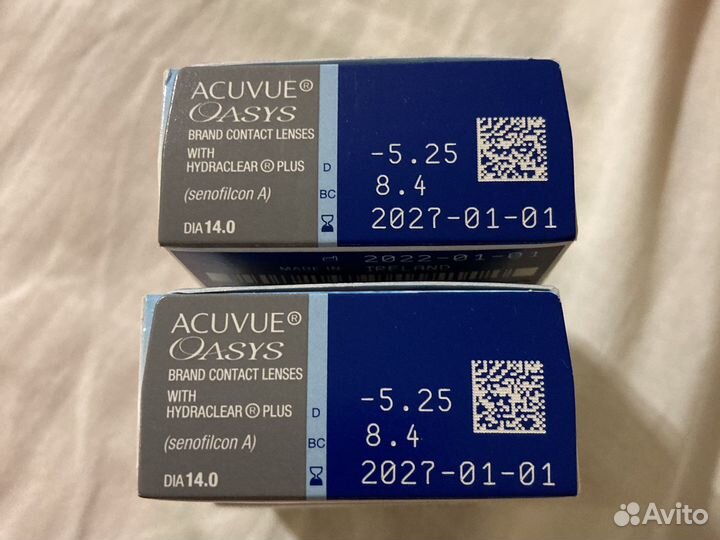 ACUVUE®
OASYS
BRAND CONTACT LENSES
WITH
HYDRACLEAR ® PLUS
(senofilcon A)
DIA 14.0
D -5.25
BC 8.4
2027-01-01
2022-01-01
MADE IN IRELAND
ACUVUE®
OASYS
BRAND CONTACT LENSES
WITH
HYDRACLEAR ® PLUS
(senofilcon A)
DIA 14.0
D -5.25
BC 8.4
2027-01-01
Avito